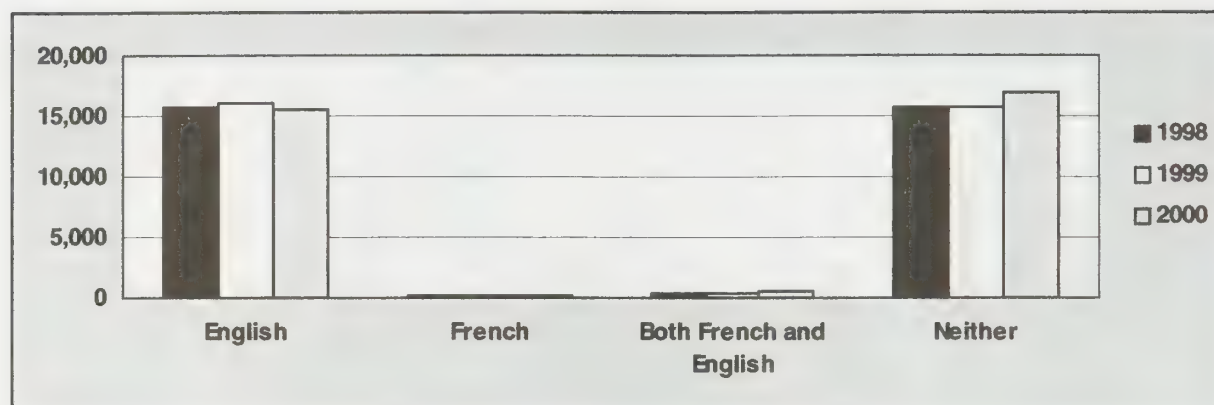 20,000
15,000
10,000
5,000
0
English
French
Both French and
English
Neither
1998
1999
2000